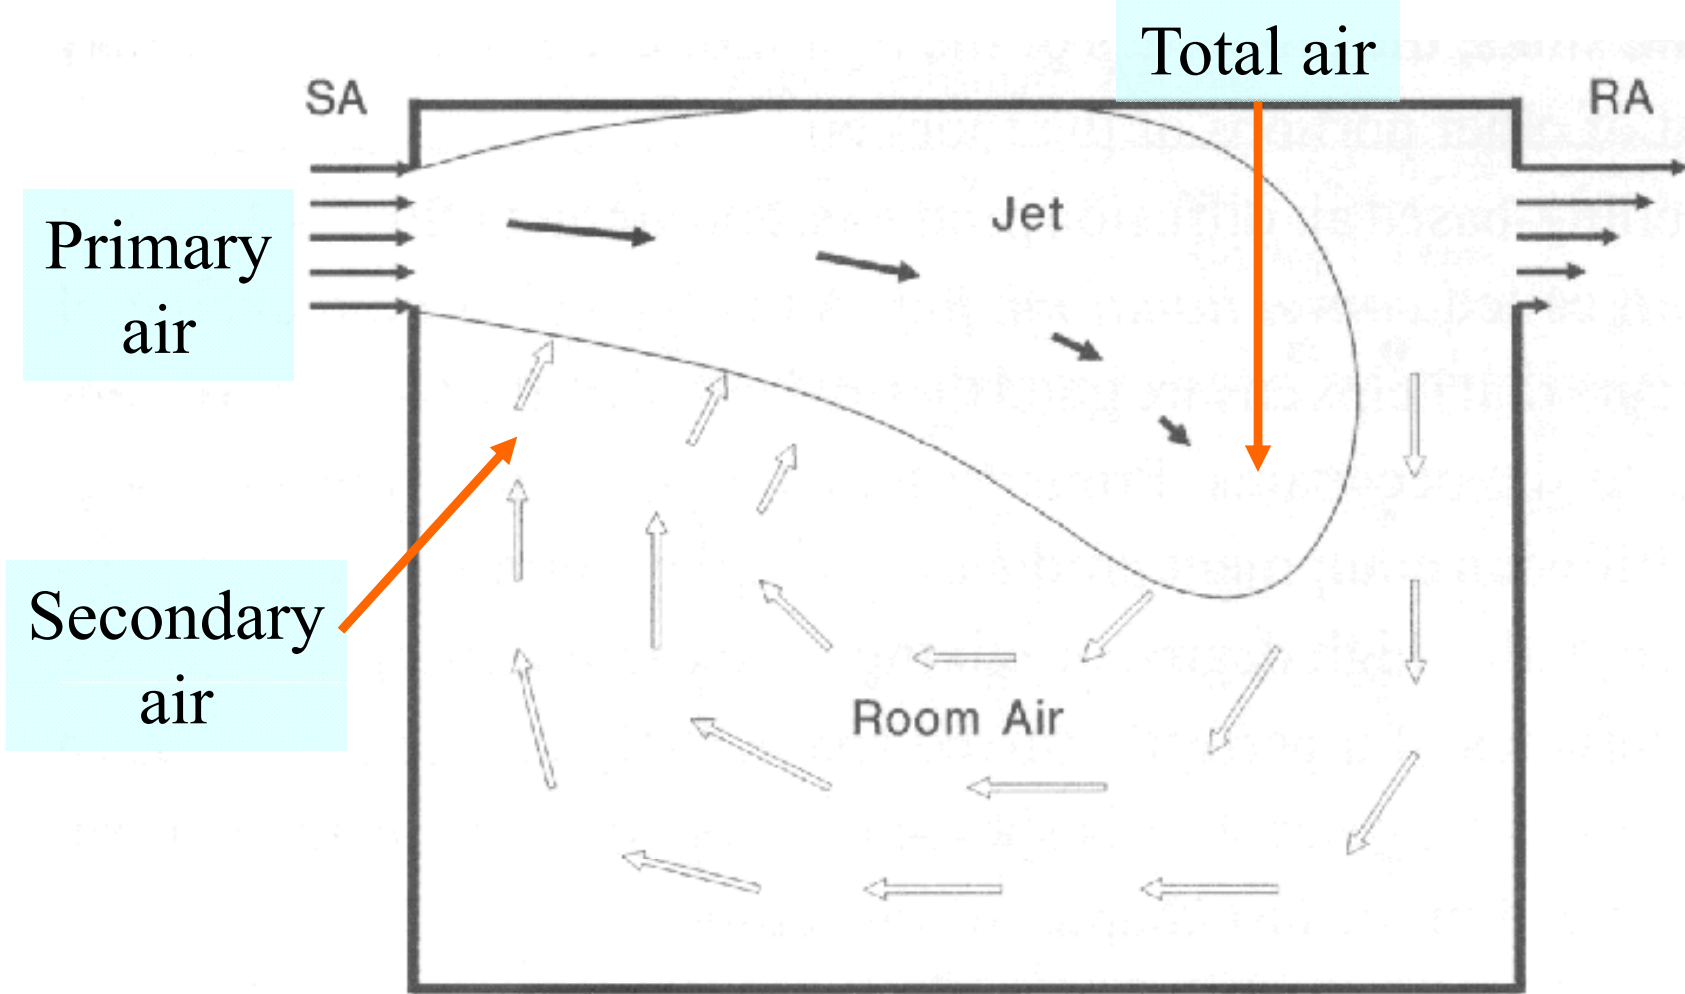 Total air
SA
RA
Primary
air
Jet
Secondary
air
Room Air